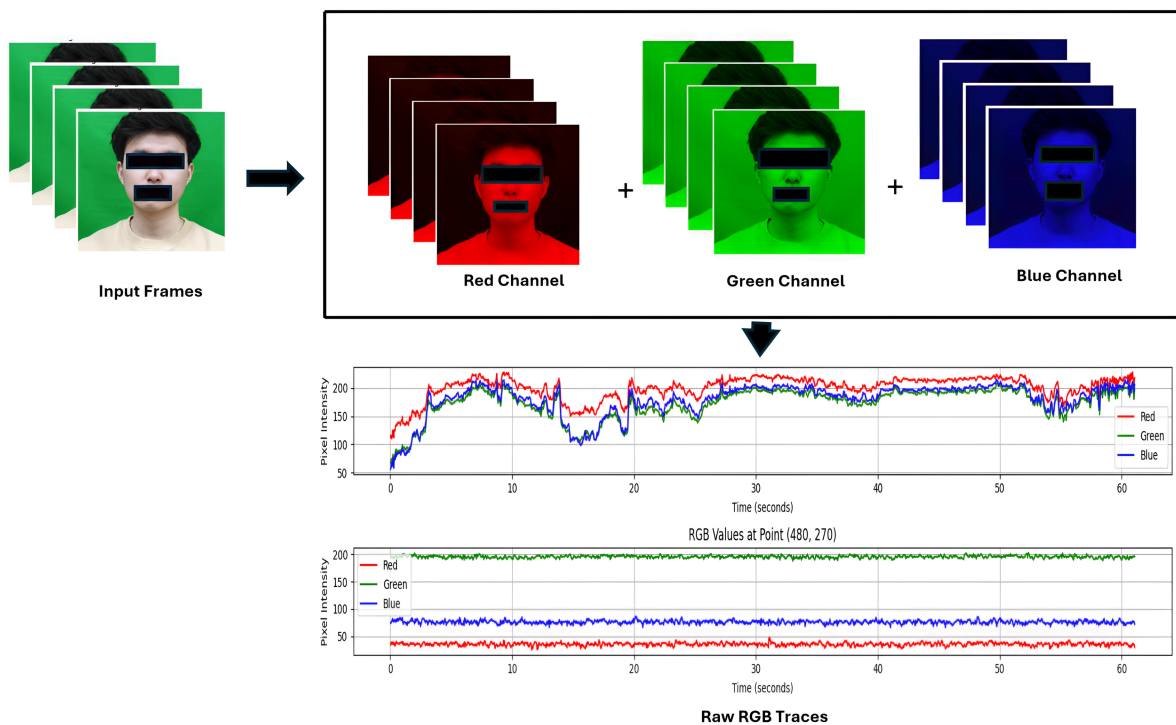 Input Frames
+
+
Red Channel
Green Channel
Blue Channel
Pixel Intensity
200
150
100
50
0
10
20
30
40
50
60
Time (seconds)
Red
Green
Blue
RGB Values at Point (480, 270)
Pixel Intensity
200
150
100
50
0
10
20
30
40
50
60
Time (seconds)
Red
Green
Blue
Raw RGB Traces